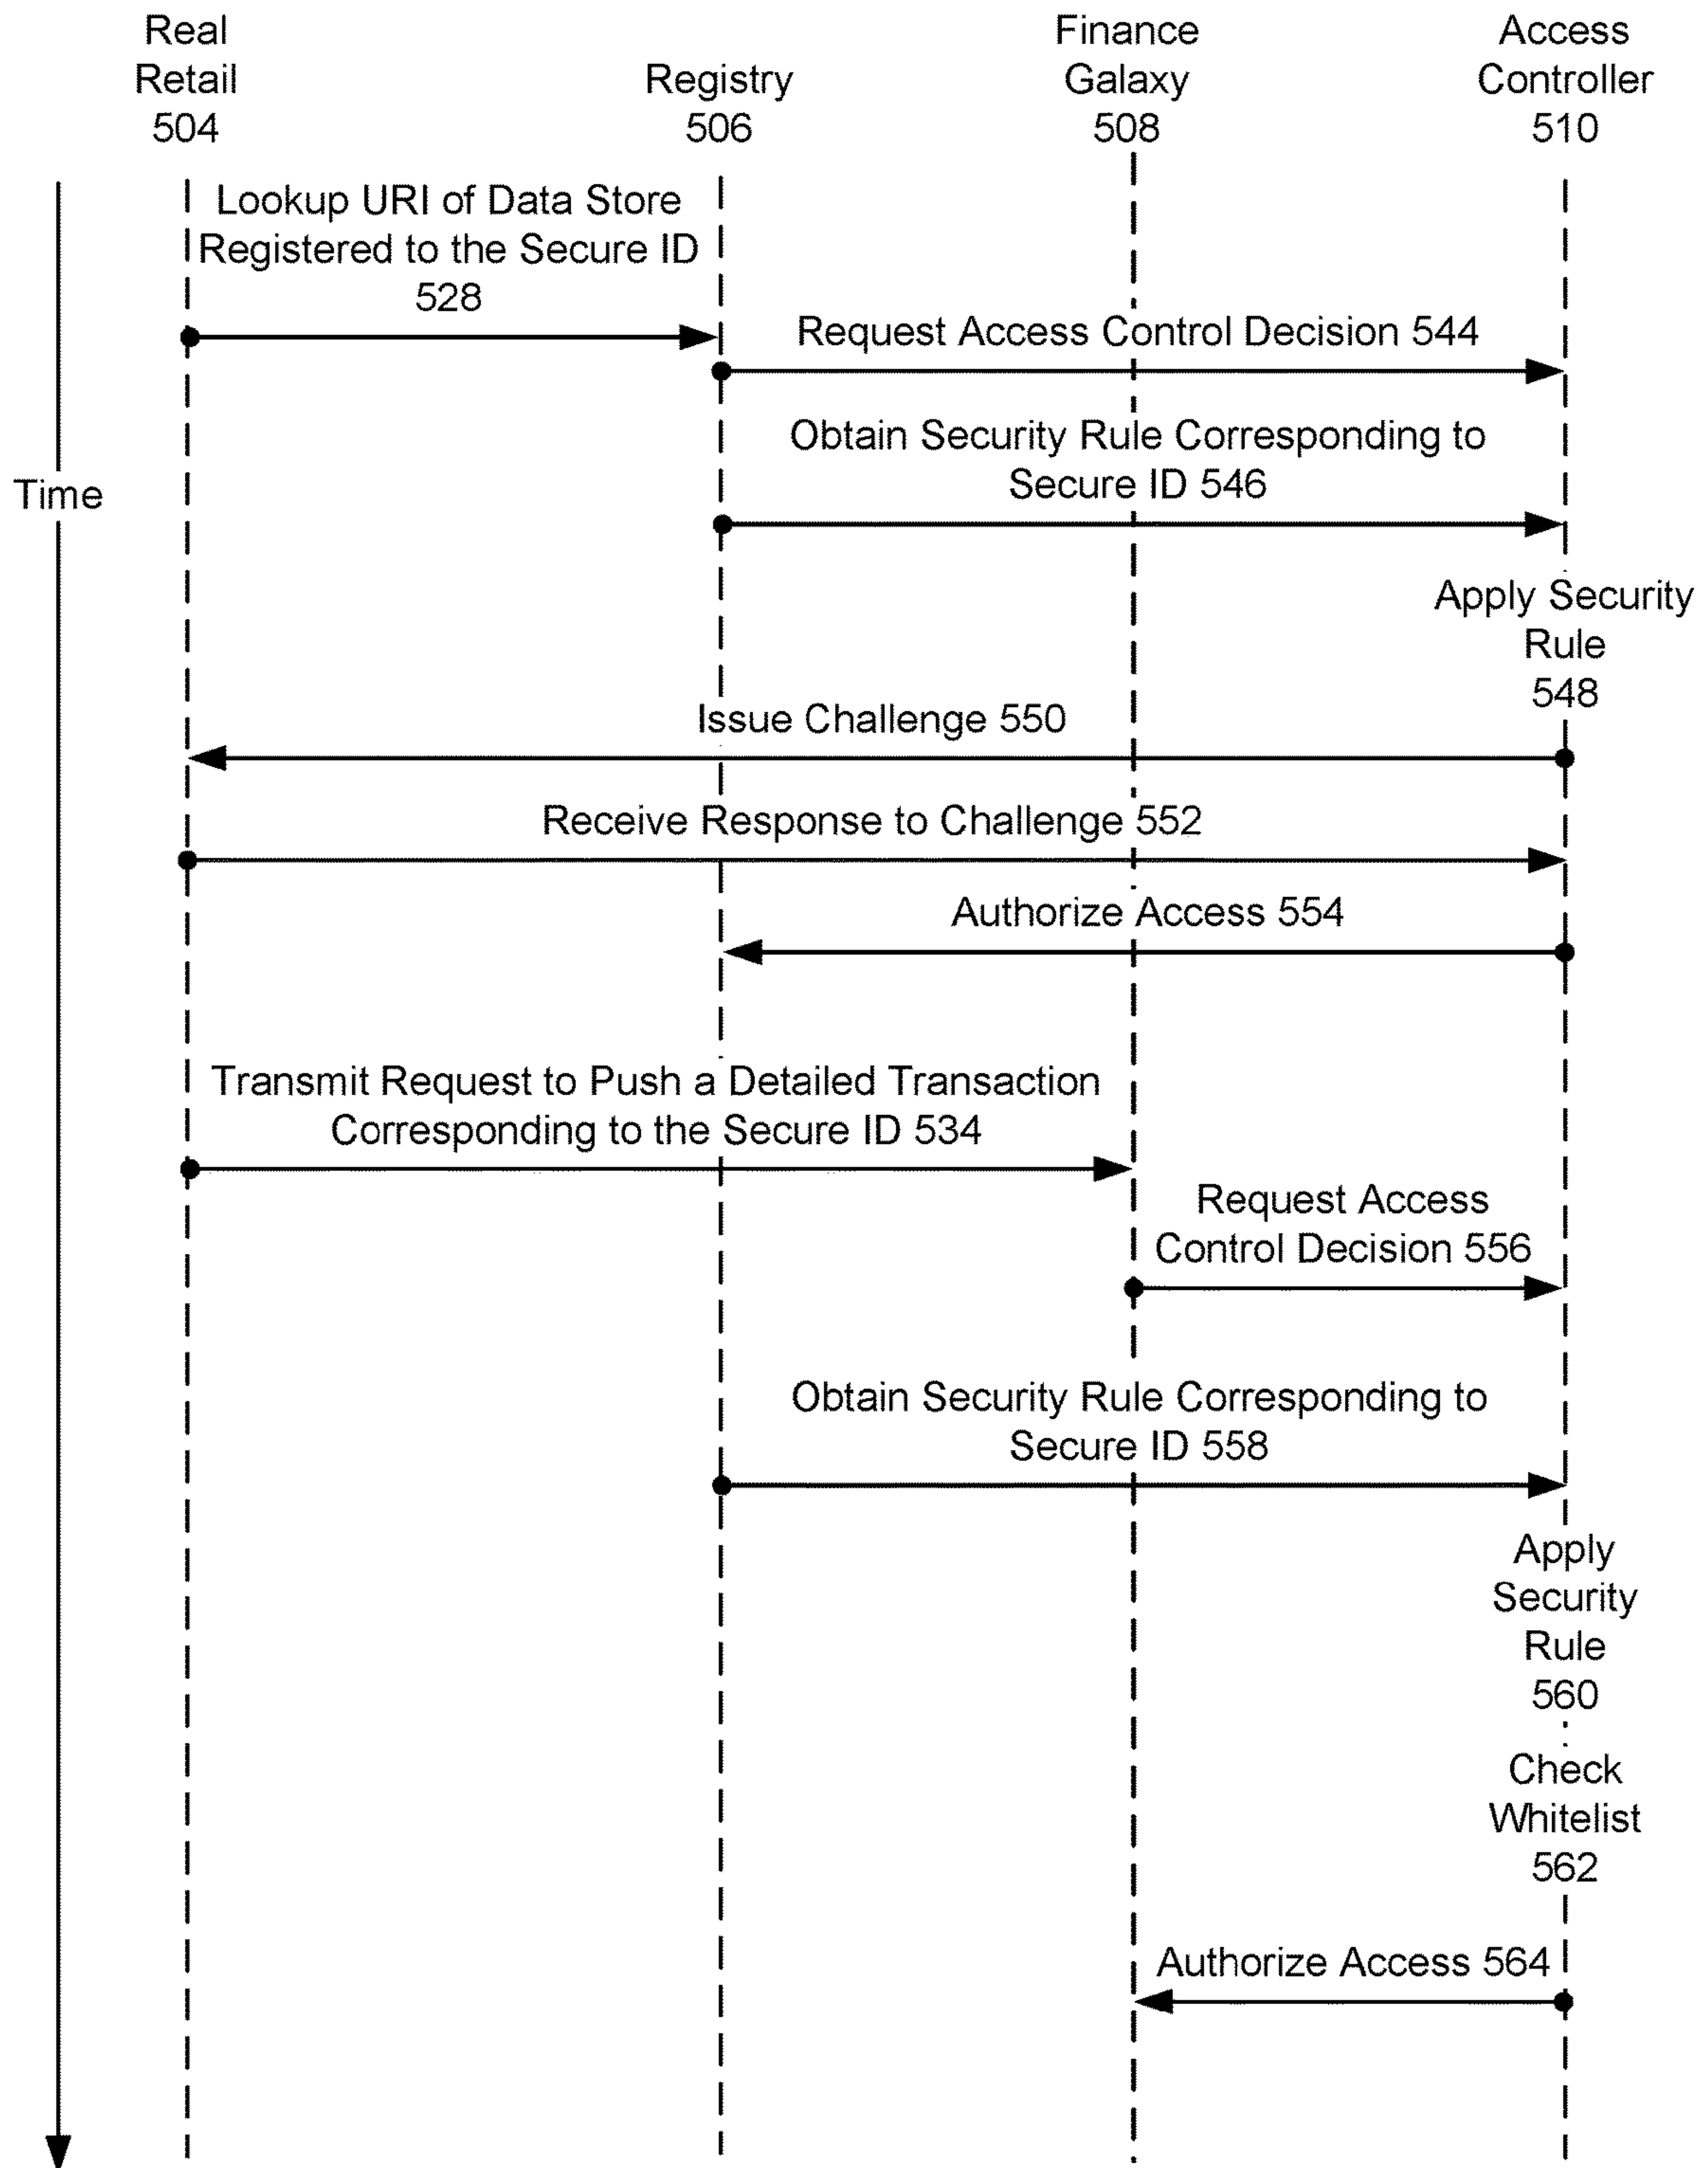 Real
Retail
504
Registry
506
Finance
Galaxy
508
Access
Controller
510
Lookup URI of Data Store
Registered to the Secure ID
528
Request Access Control Decision 544
Obtain Security Rule Corresponding to
Secure ID 546
Time
Apply Security
Rule
548
Issue Challenge 550
Receive Response to Challenge 552
Authorize Access 554
Transmit Request to Push a Detailed Transaction
Corresponding to the Secure ID 534
Request Access
Control Decision 556
Obtain Security Rule Corresponding to
Secure ID 558
Apply
Security
Rule
560
Check
Whitelist
562
Authorize Access 564